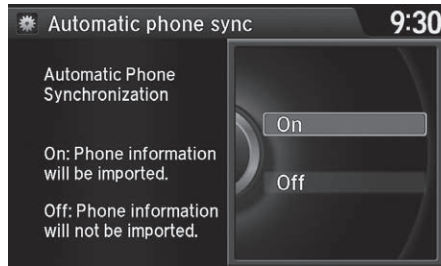 Automatic phone sync
9:30
Automatic Phone
Synchronization
On
On: Phone information
will be imported.
Off
Off: Phone information
will not be imported.